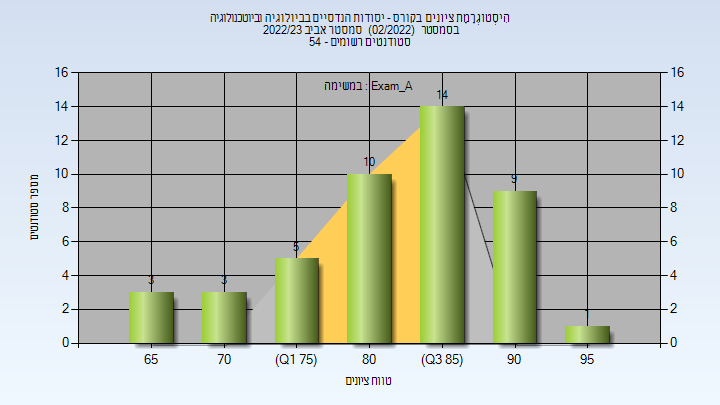 הִיסְטוֹגְרָמַת ציונים בקורס - יסודות הנדסיים בביולוגיה וביוטכנולוגיה
בסמסטר (02/2022) סמסטר אביב 2022/23
סטודנטים רשומים - 54
במשימה : Exam_A
מספר סטודנטים
16 16
14 14
12 12
10 10
8 8
6 6
4 4
2 2
0 0
3 3 5 10 14 9 1
65 70 (Q1 75) 80 (Q3 85) 90 95
טווח ציונים